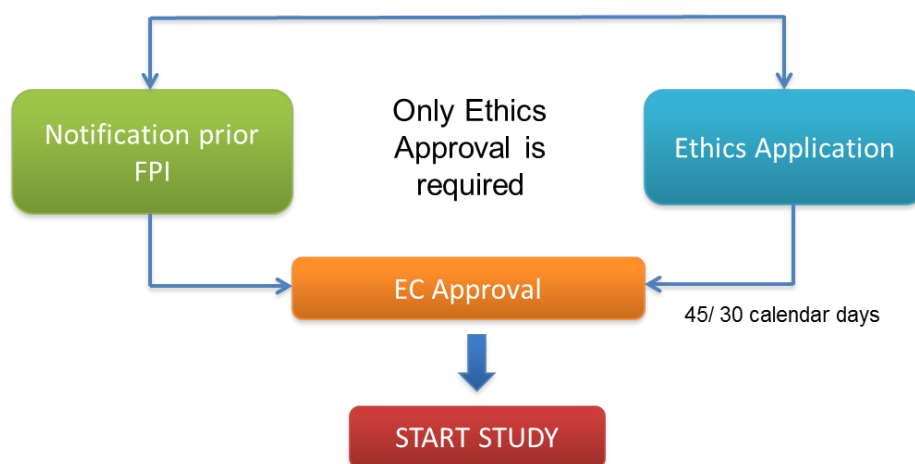 Notification prior
FPI
Only Ethics
Approval is
required
Ethics Application
EC Approval
45/ 30 calendar days
START STUDY